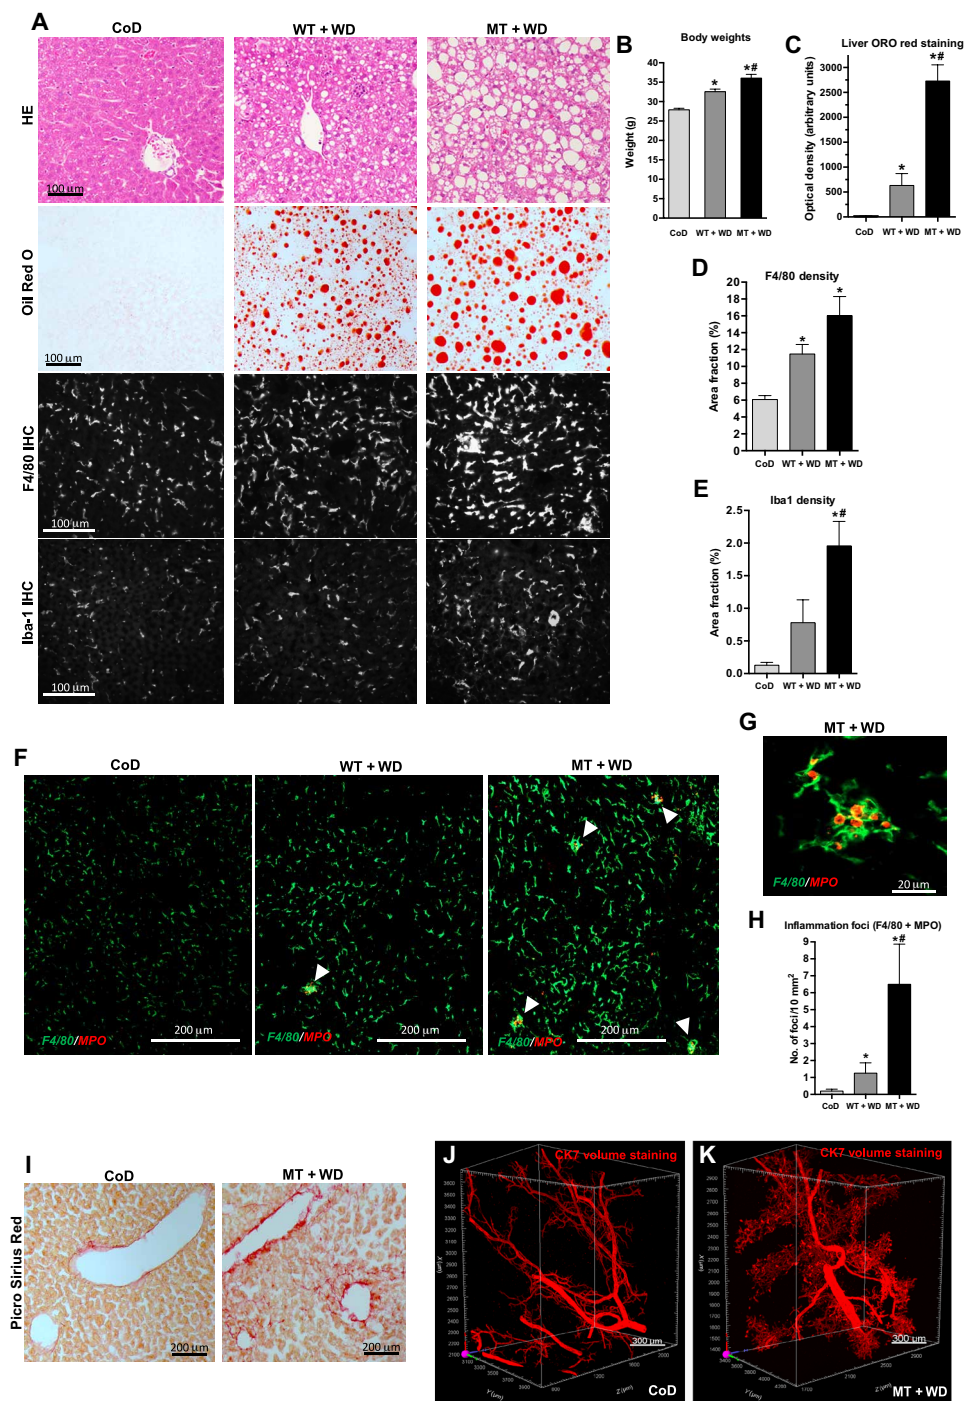 A
CoD
WT + WD
MT + WD
HE
100 µm
Oil Red O
100 µm
F4/80 IHC
100 µm
Iba-1 IHC
100 µm
B
Body weights
Weight (g)
40
35
30
25
20
15
10
5
0
*
*#
CoD
WT + WD
MT + WD
C
Liver ORO red staining
Optical density (arbitrary units)
3000
2500
2000
1500
1000
750
500
250
0
*
*#
CoD
WT + WD
MT + WD
D
F4/80 density
Area fraction (%)
20
18
16
14
12
10
8
6
4
2
0
*
*
CoD
WT + WD
MT + WD
E
Iba1 density
Area fraction (%)
2.5
2.0
1.5
1.0
0.5
0.0
*#
CoD
WT + WD
MT + WD
F
CoD
WT + WD
MT + WD
F4/80/MPO
200 µm
F4/80/MPO
200 µm
F4/80/MPO
200 µm
G
MT + WD
F4/80/MPO
20 µm
H
Inflammation foci (F4/80 + MPO)
No. of foci/10 mm²
9
8
7
6
5
4
3
2
1
0
*
*#
CoD
WT + WD
MT + WD
I
CoD
MT + WD
Picro Sirius Red
200 µm
200 µm
J
CK7 volume staining
300 µm
CoD
K
CK7 volume staining
300 µm
MT + WD